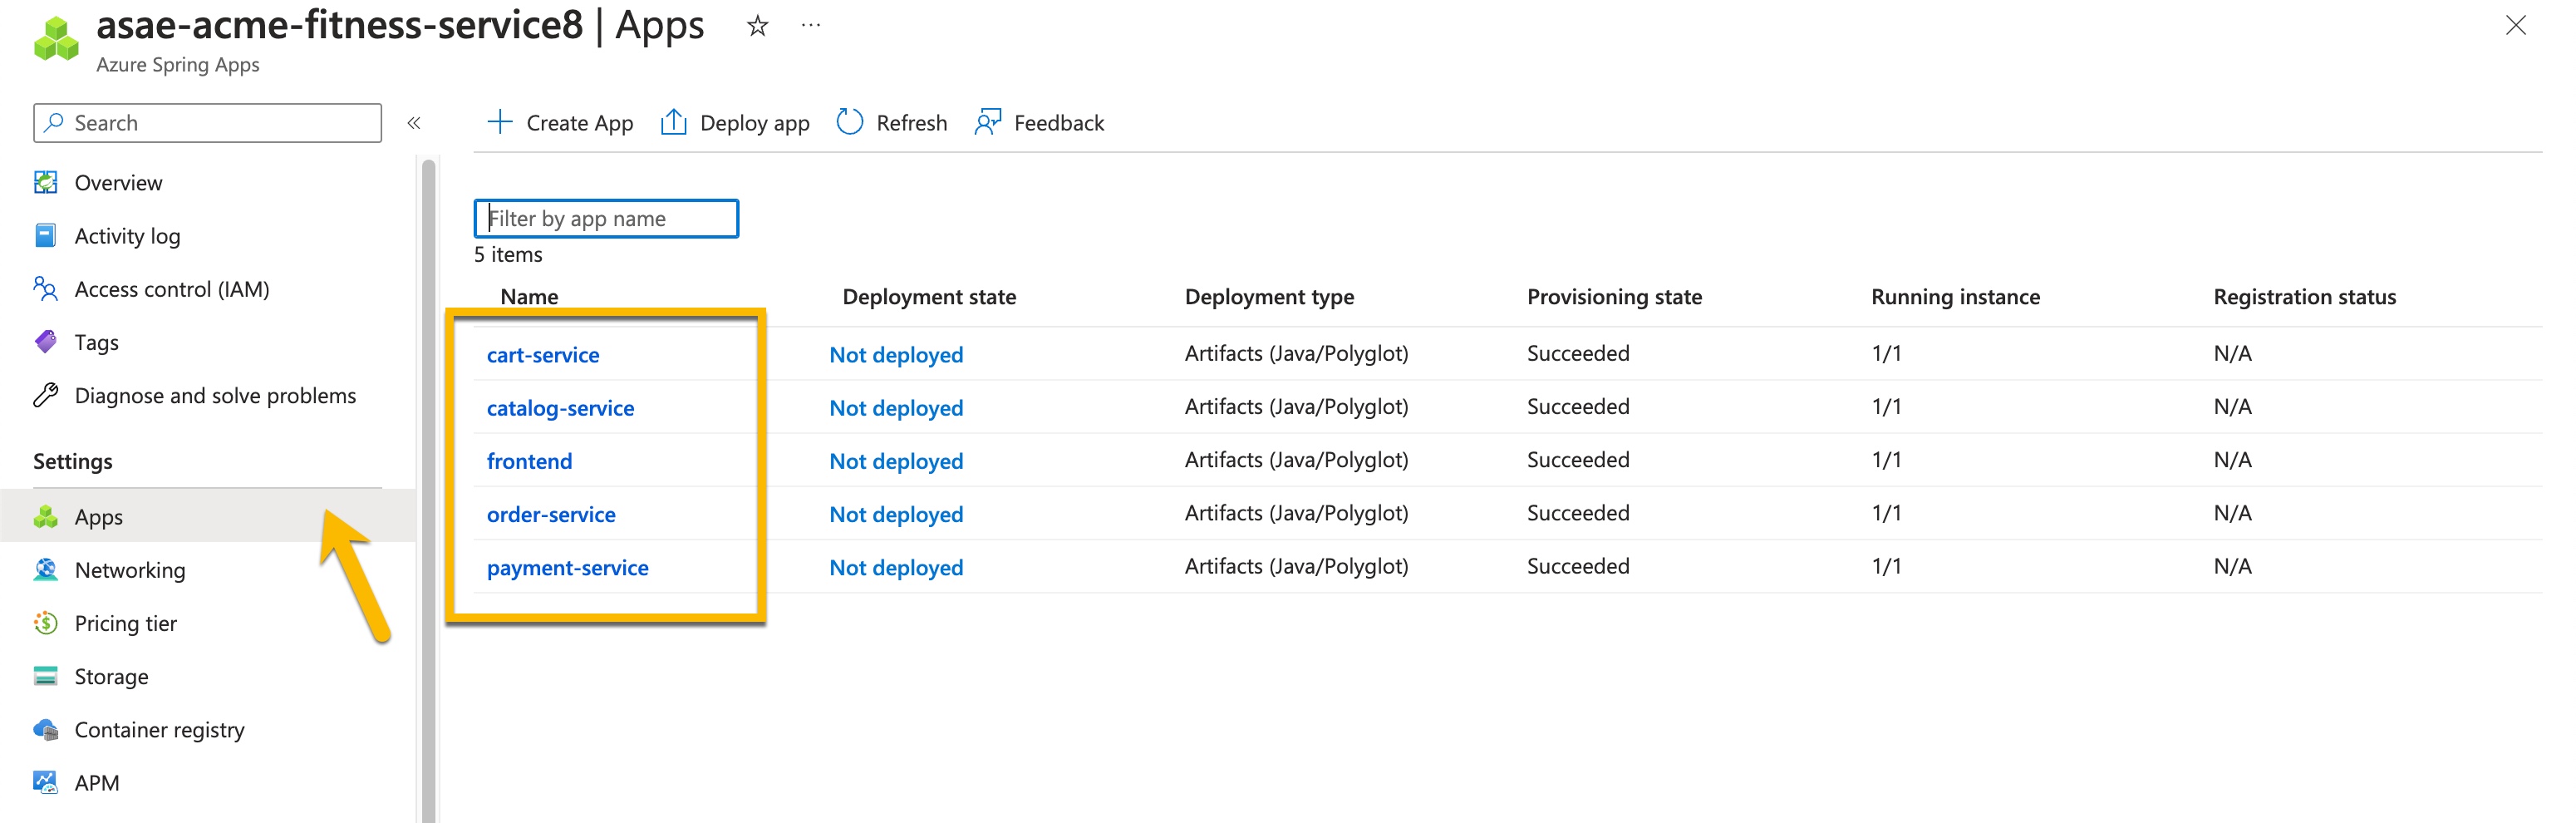 asae-acme-fitness-service8 | Apps
Azure Spring Apps
Search
Overview
Activity log
Access control (IAM)
Tags
Diagnose and solve problems
Settings
Apps
Networking
Pricing tier
Storage
Container registry
APM
Create App Deploy app Refresh Feedback
Filter by app name
5 items
Name Deployment state Deployment type Provisioning state Running instance Registration status
cart-service Not deployed Artifacts (Java/Polyglot) Succeeded 1/1 N/A
catalog-service Not deployed Artifacts (Java/Polyglot) Succeeded 1/1 N/A
frontend Not deployed Artifacts (Java/Polyglot) Succeeded 1/1 N/A
order-service Not deployed Artifacts (Java/Polyglot) Succeeded 1/1 N/A
payment-service Not deployed Artifacts (Java/Polyglot) Succeeded 1/1 N/A